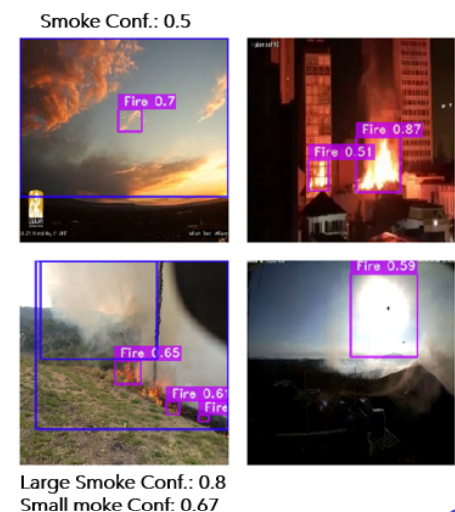 Smoke Conf.: 0.5
Fire 0.7
Fire 0.87
Fire 0.51
Fire 0.59
Fire 0.65
Fire 0.61
Fire
Large Smoke Conf.: 0.8
Small moke Conf: 0.67